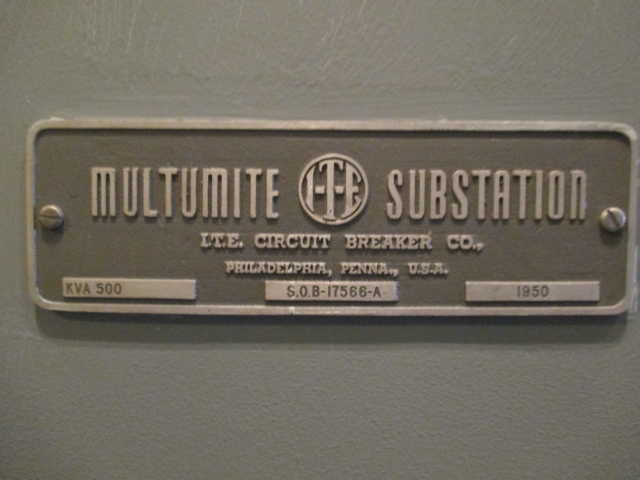 MULTUMITE I-T-E SUBSTATION
I.T.E. CIRCUIT BREAKER CO.,
PHILADELPHIA, PENNA., U.S.A.
KVA 500 S.O.B-17566-A 1950